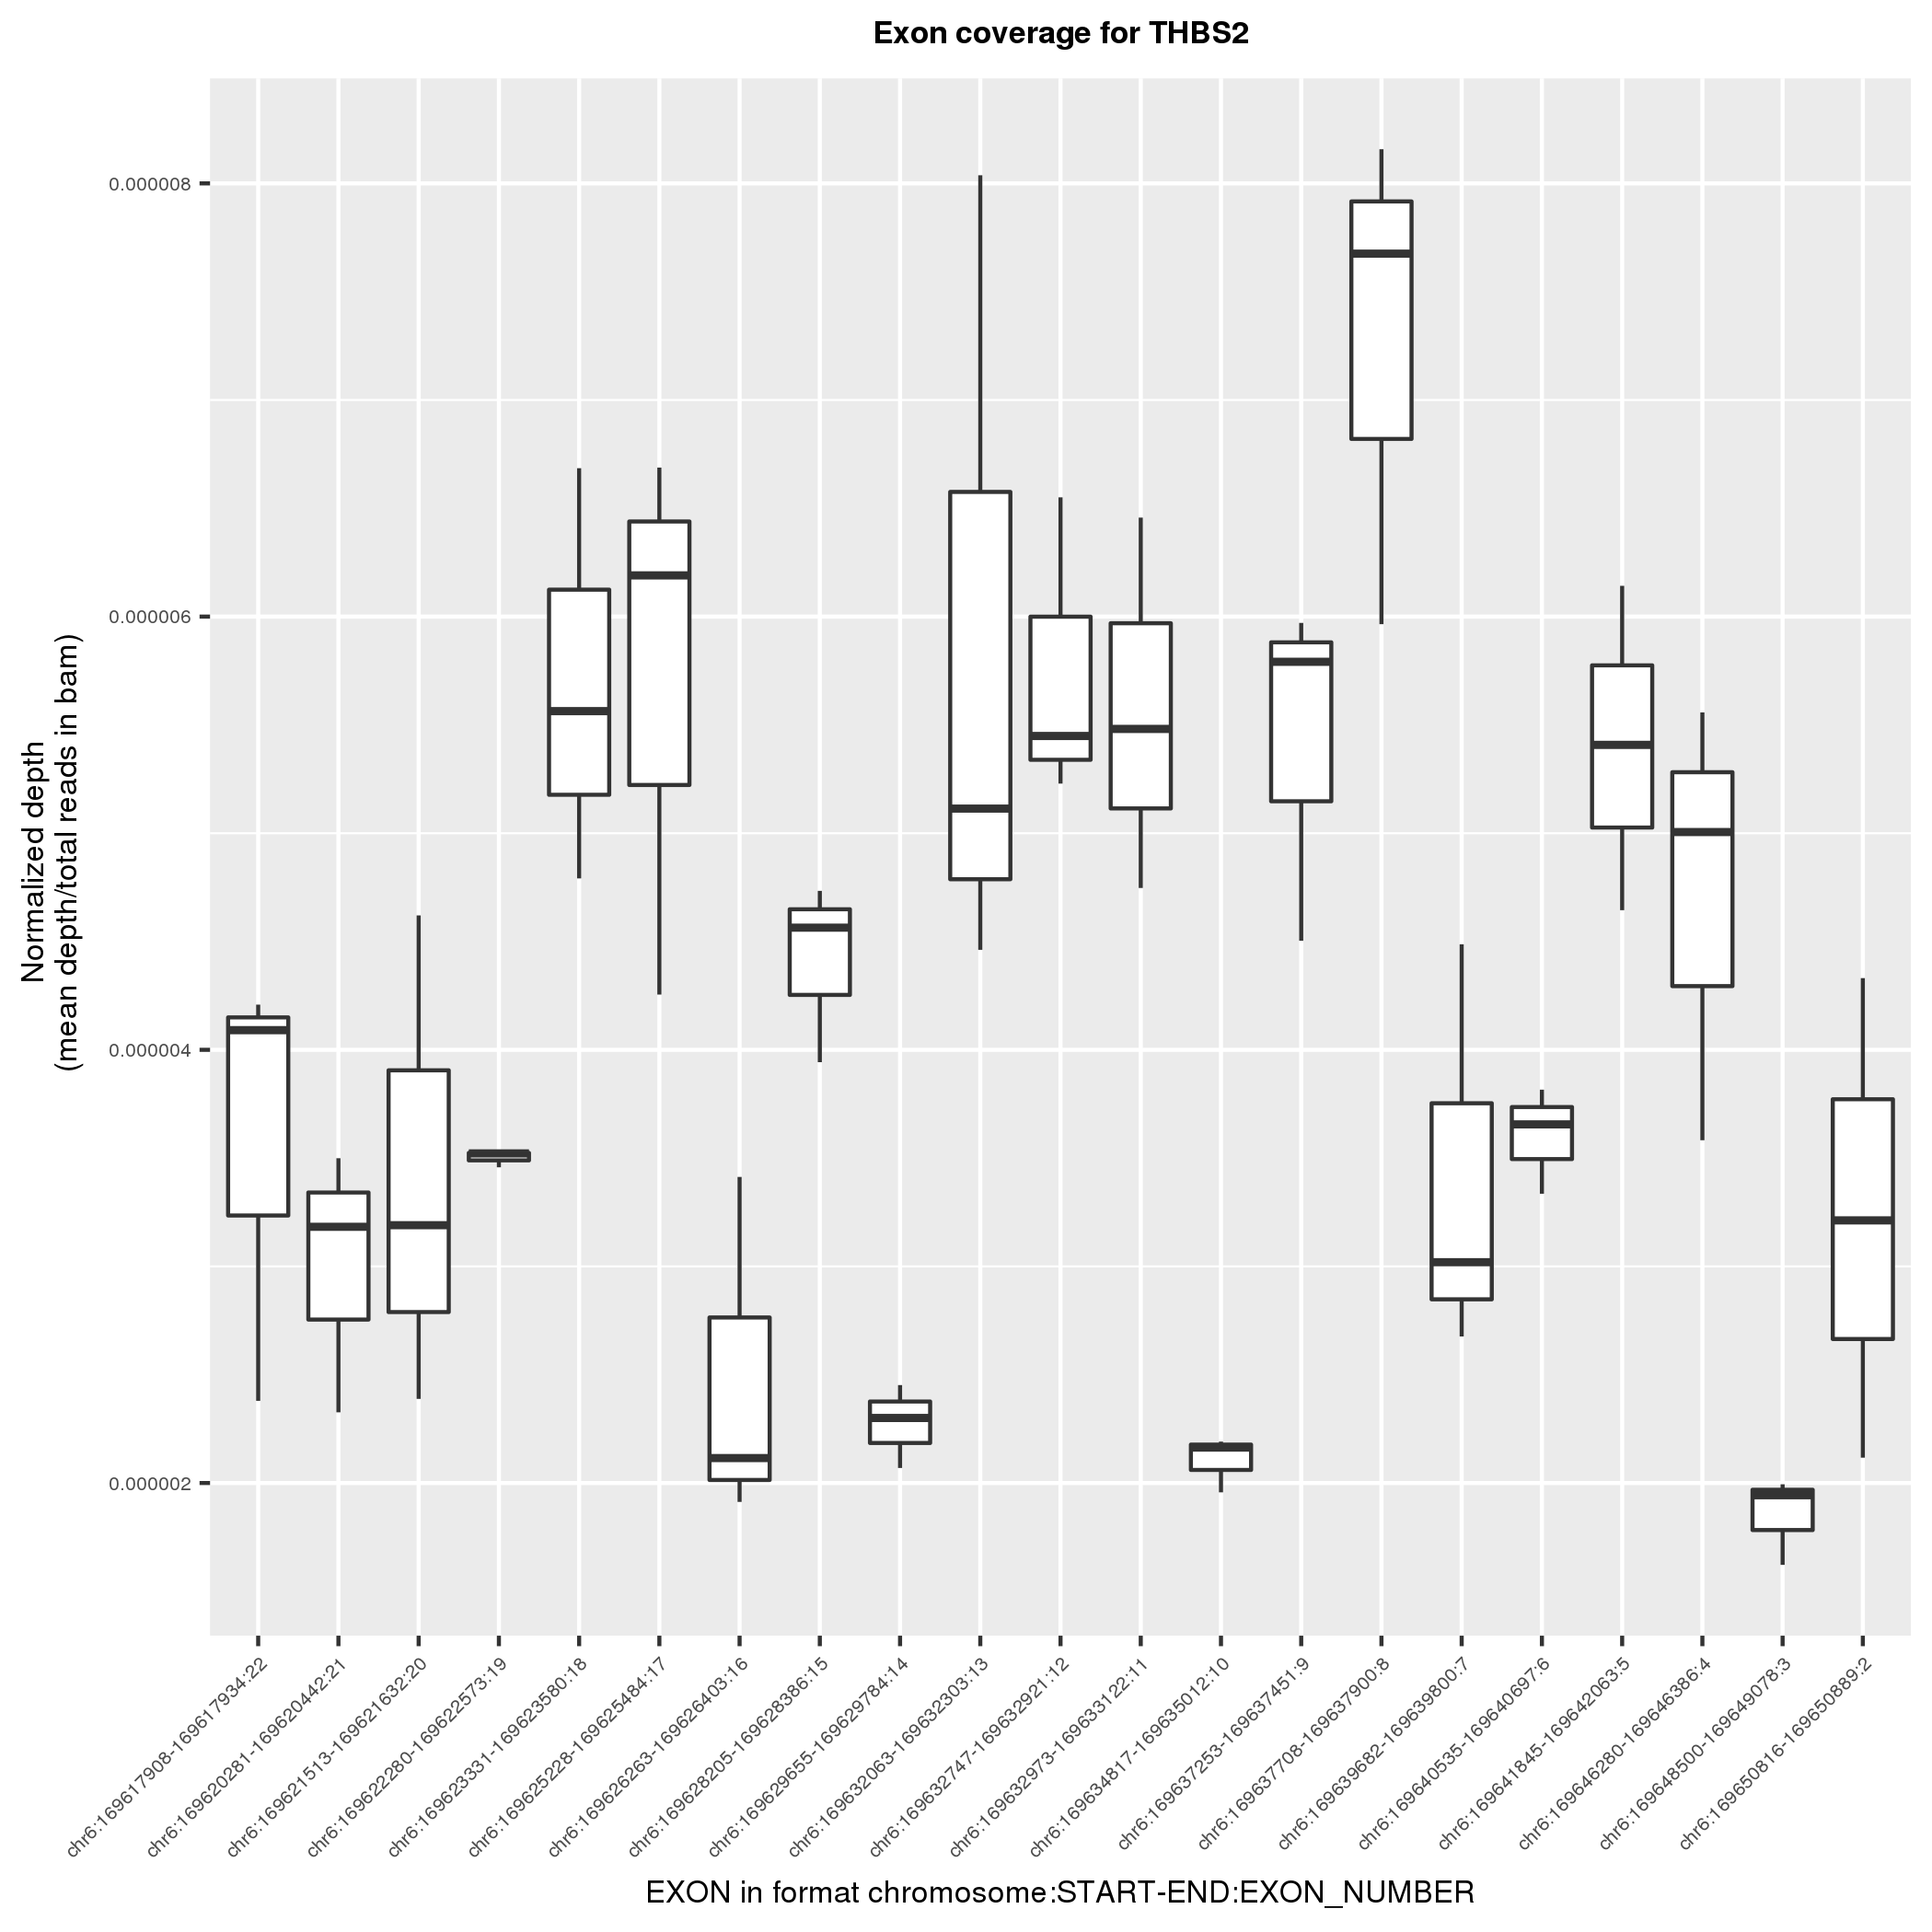 Exon coverage for THBS2
Normalized depth
(mean depth/total reads in bam)
0.000008
0.000006
0.000004
0.000002
chr6:169617908-169617934:22
chr6:169620281-169620442:21
chr6:169621513-169621632:20
chr6:169622280-169622573:19
chr6:169623331-169623580:18
chr6:169625228-169625484:17
chr6:169626263-169626403:16
chr6:169628205-169628386:15
chr6:169629655-169629784:14
chr6:169632063-169632303:13
chr6:169632747-169632921:12
chr6:169632973-169633122:11
chr6:169634817-169635012:10
chr6:169637253-169637451:9
chr6:169637708-169637900:8
chr6:169639682-169639800:7
chr6:169640535-169640697:6
chr6:169641845-169642063:5
chr6:169646280-169646386:4
chr6:169648500-169649078:3
chr6:169650816-169650889:2
EXON in format chromosome:START-END:EXON_NUMBER